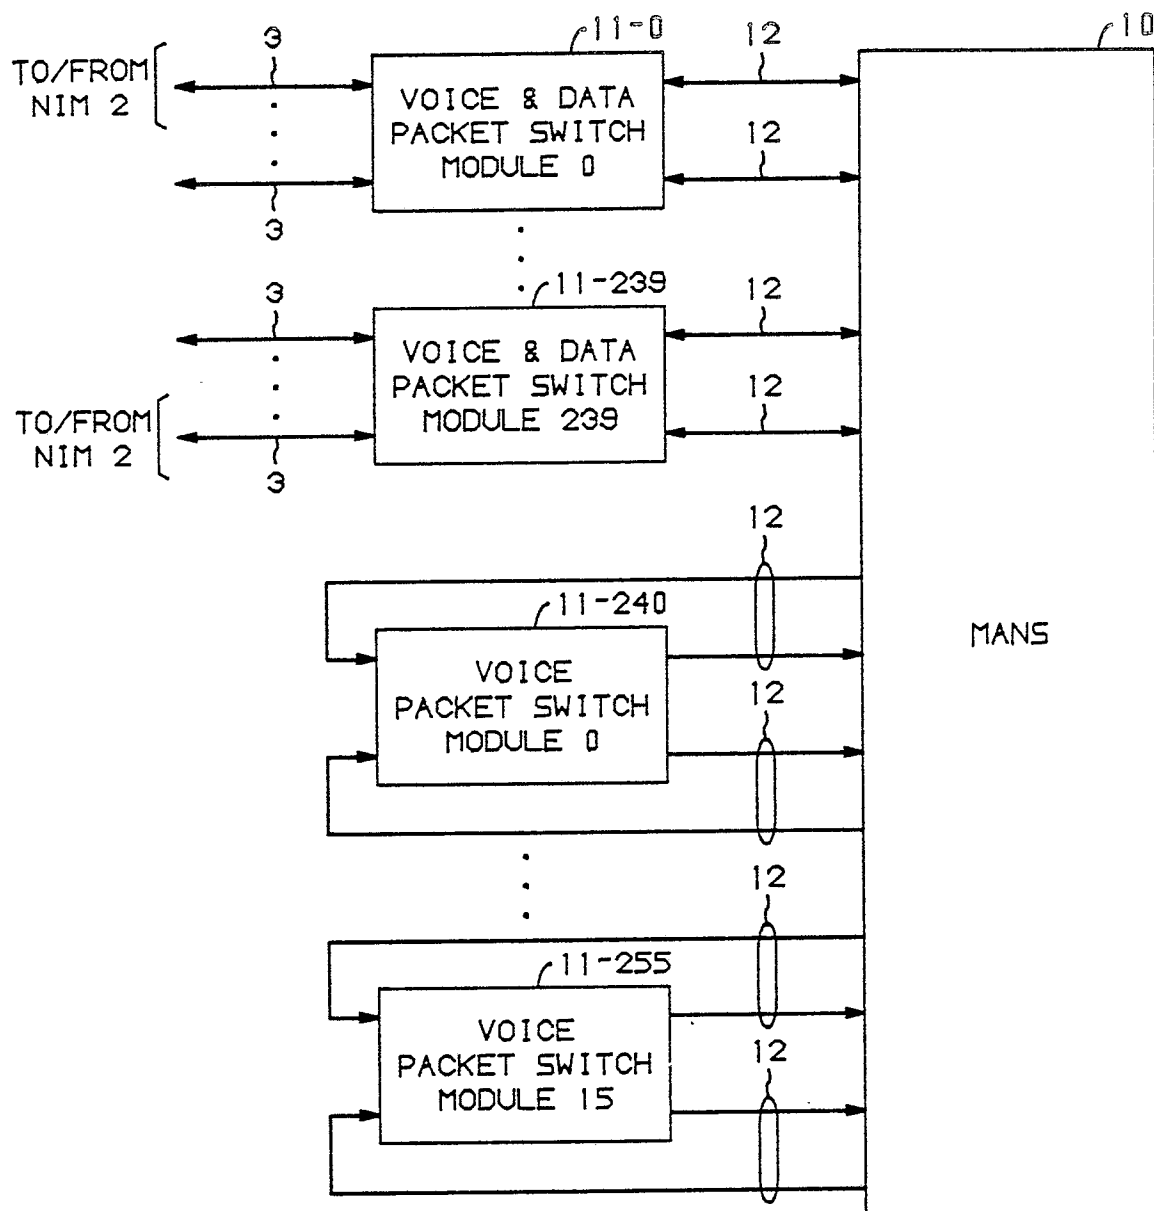 11-0
10
3
12
TO/FROM
NIM 2
VOICE & DATA
PACKET SWITCH
MODULE 0
12
3
11-239
3
12
VOICE & DATA
PACKET SWITCH
MODULE 239
12
TO/FROM
NIM 2
3
12
11-240
MANS
VOICE
PACKET SWITCH
MODULE 0
12
12
11-255
VOICE
PACKET SWITCH
MODULE 15
12